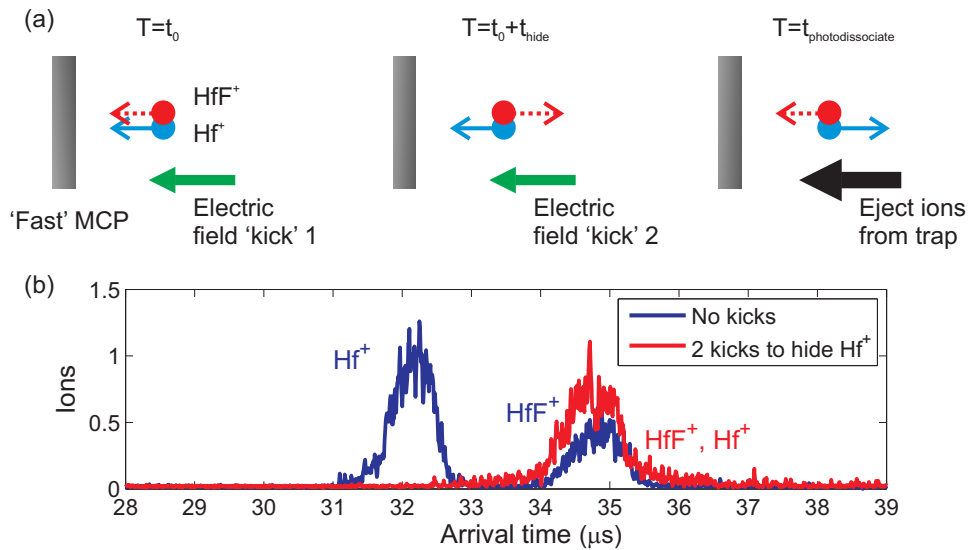 (a)
T=t₀
T=t₀+t_hide
T=t_photodissociate
HfF⁺
Hf⁺
'Fast' MCP
Electric
field 'kick' 1
Electric
field 'kick' 2
Eject ions
from trap
(b)
1.5
1
0.5
0
Ions
Hf⁺
HfF⁺
HfF⁺, Hf⁺
No kicks
2 kicks to hide Hf⁺
28 29 30 31 32 33 34 35 36 37 38 39
Arrival time (μs)